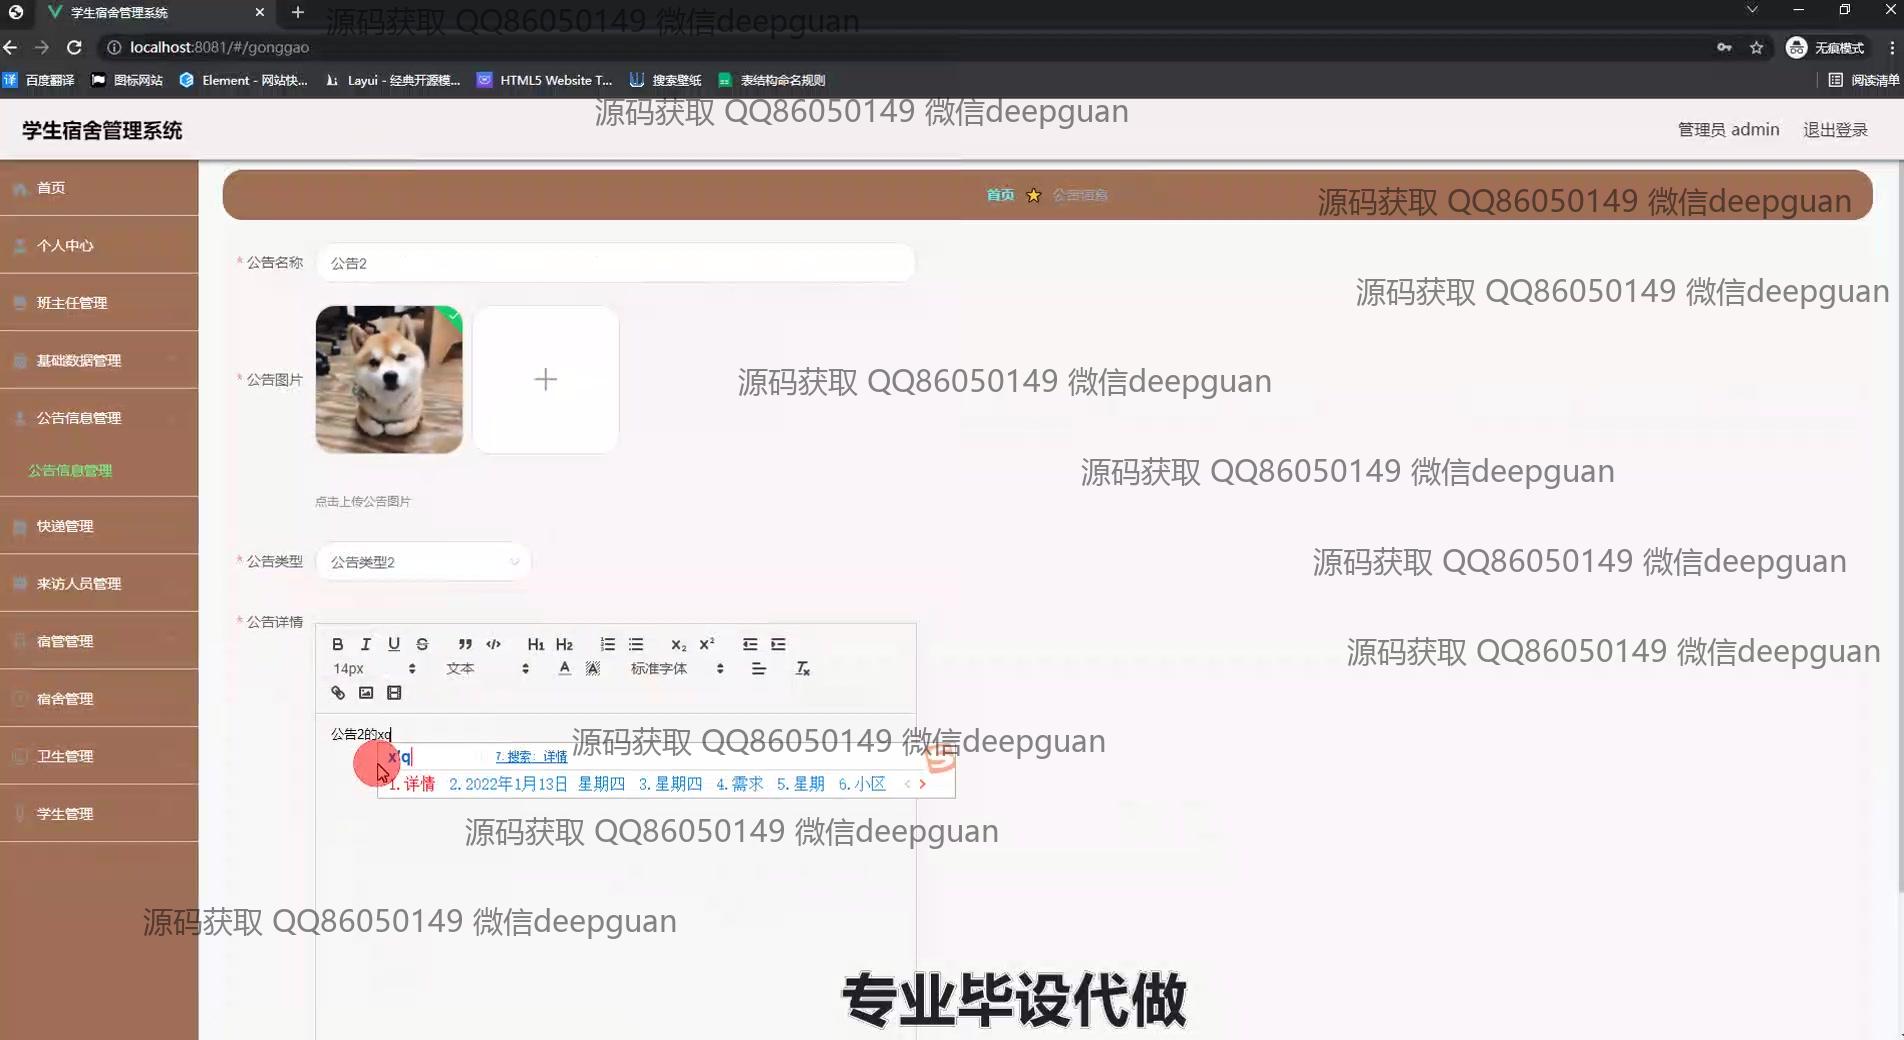 学生宿舍管理系统
源码获取 QQ86050149 微信deepguan
localhost:8081/#/gonggao
无痕模式
百度翻译
图标网站
Element - 网站快...
Layui - 经典开源模...
HTML5 Website T...
搜索壁纸
表结构命名规则
阅读清单
源码获取 QQ86050149 微信deepguan
学生宿舍管理系统
管理员 admin
退出登录
首页
首页
公告信息
源码获取 QQ86050149 微信deepguan
个人中心
* 公告名称
公告2
班主任管理
源码获取 QQ86050149 微信deepguan
基础数据管理
* 公告图片
源码获取 QQ86050149 微信deepguan
公告信息管理
公告信息管理
源码获取 QQ86050149 微信deepguan
点击上传公告图片
快递管理
* 公告类型
公告类型2
源码获取 QQ86050149 微信deepguan
来访人员管理
* 公告详情
宿管管理
B I U S H1 H2 X₂ X²
源码获取 QQ86050149 微信deepguan
14px 文本 A A 标准字体
宿舍管理
公告2的xq
源码获取 QQ86050149 微信deepguan
卫生管理
x'q
7.搜索：详情
1.详情 2.2022年1月13日 星期四 3.星期四 4.需求 5.星期 6.小区
学生管理
源码获取 QQ86050149 微信deepguan
源码获取 QQ86050149 微信deepguan
专业毕设代做